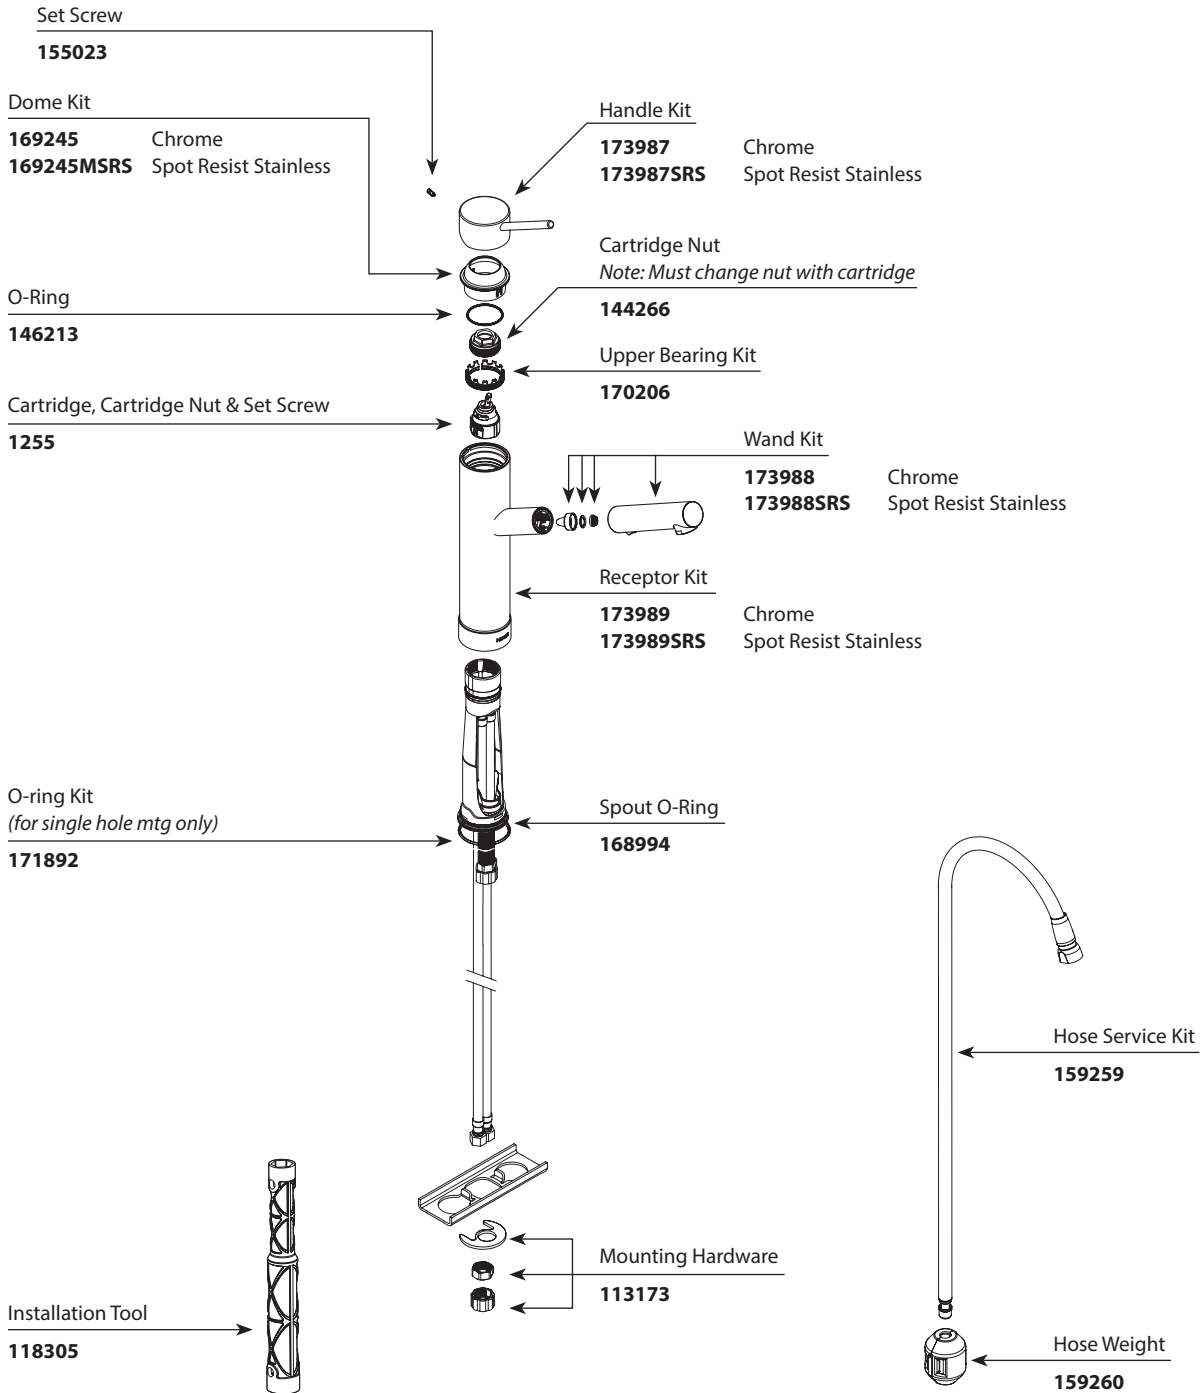 Set Screw
155023
Dome Kit
169245 Chrome
169245MSRS Spot Resist Stainless
Handle Kit
173987 Chrome
173987SRS Spot Resist Stainless
Cartridge Nut
Note: Must change nut with cartridge
144266
O-Ring
146213
Upper Bearing Kit
170206
Cartridge, Cartridge Nut & Set Screw
1255
Wand Kit
173988 Chrome
173988SRS Spot Resist Stainless
Receptor Kit
173989 Chrome
173989SRS Spot Resist Stainless
O-ring Kit
(for single hole mtg only)
171892
Spout O-Ring
168994
Hose Service Kit
159259
Mounting Hardware
113173
Installation Tool
118305
Hose Weight
159260